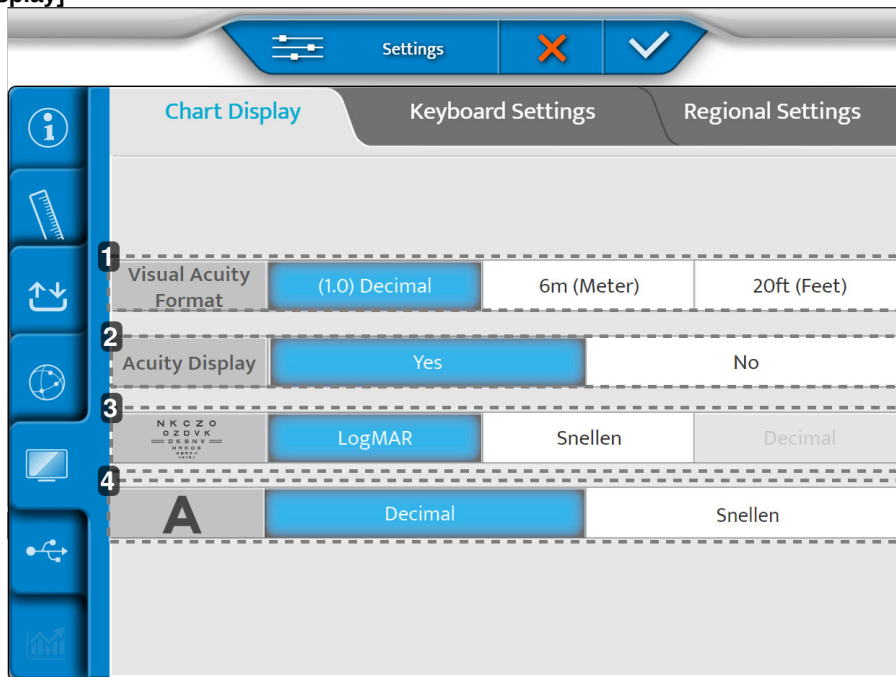 splay]
Settings
Chart Display
Keyboard Settings
Regional Settings
1
Visual Acuity
Format
(1.0) Decimal
6m (Meter)
20ft (Feet)
2
Acuity Display
Yes
No
3
N K C Z O
O Z D V K
D K S N V
LogMAR
Snellen
Decimal
4
A
Decimal
Snellen